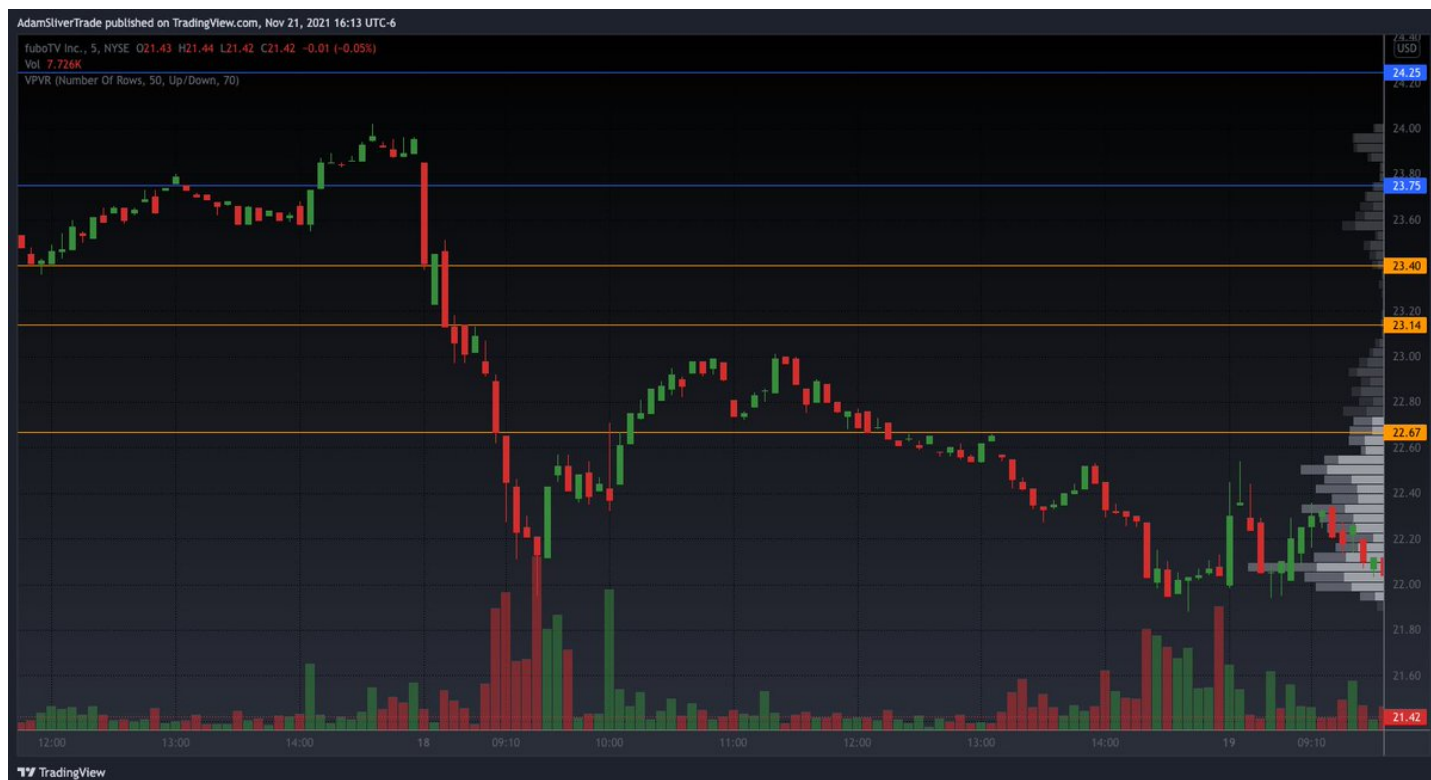 AdamSliverTrade published on TradingView.com, Nov 21, 2021 16:13 UTC-6
fuboTV Inc., 5, NYSE O21.43 H21.44 L21.42 C21.42 −0.01 (−0.05%)
Vol 7.726K
VPVR (Number Of Rows, 50, Up/Down, 70)
24.40
USD
24.25
24.20
24.00
23.80
23.75
23.60
23.40
23.20
23.14
23.00
22.80
22.67
22.60
22.40
22.20
22.00
21.80
21.60
21.42
12:00 13:00 14:00 18 09:10 10:00 11:00 12:00 13:00 14:00 19 09:10
TradingView